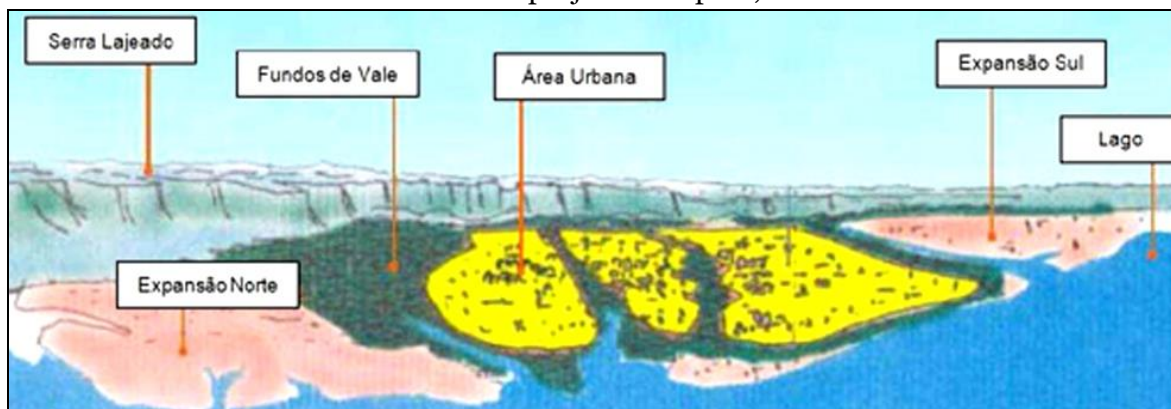 Serra Lajeado
Fundos de Vale
Área Urbana
Expansão Sul
Lago
Expansão Norte